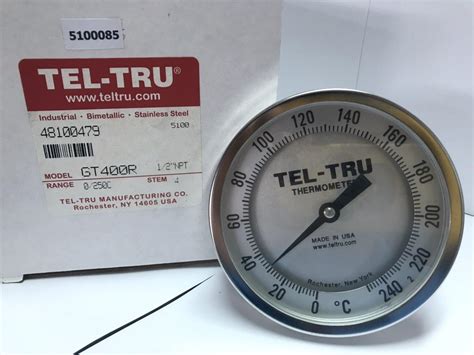 5100085
TEL-TRU®
www.teltru.com
Industrial · Bimetallic · Stainless Steel
48100479
5100
MODEL GT400R 1/2"NPT
RANGE 0/250C STEM 4
TEL-TRU MANUFACTURING CO.
Rochester, NY 14605 USA
0 20 40 60 80 100 120 140 160 180 200 220 240
TEL-TRU
THERMOMETER
MADE IN USA
www.teltru.com
°C
Rochester, New York